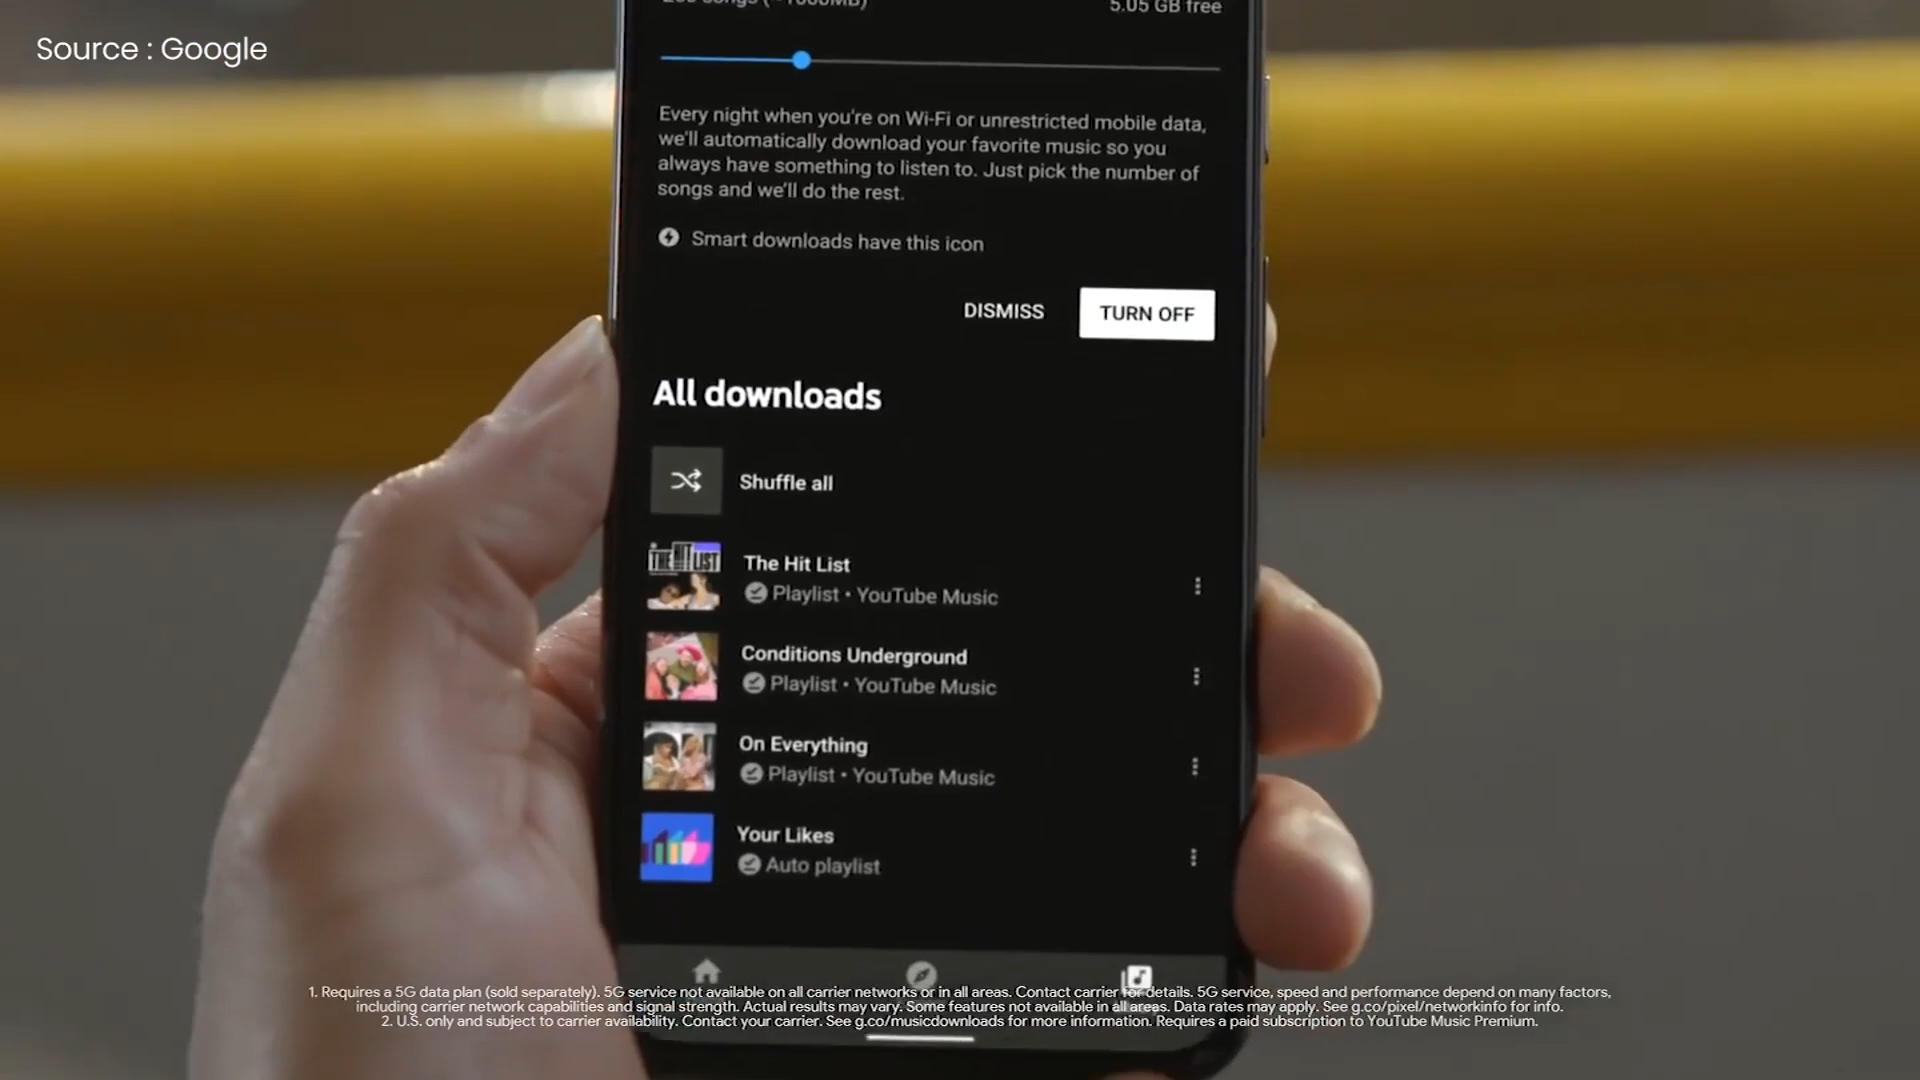 Source : Google
5.05 GB free
Every night when you're on Wi-Fi or unrestricted mobile data,
we'll automatically download your favorite music so you
always have something to listen to. Just pick the number of
songs and we'll do the rest.
Smart downloads have this icon
DISMISS
TURN OFF
All downloads
Shuffle all
THE HIT LIST
The Hit List
Playlist • YouTube Music
Conditions Underground
Playlist • YouTube Music
On Everything
Playlist • YouTube Music
Your Likes
Auto playlist
1. Requires a 5G data plan (sold separately). 5G service not available on all carrier networks or in all areas. Contact carrier for details. 5G service, speed and performance depend on many factors,
including carrier network capabilities and signal strength. Actual results may vary. Some features not available in all areas. Data rates may apply. See g.co/pixel/networkinfo for info.
2. U.S. only and subject to carrier availability. Contact your carrier. See g.co/musicdownloads for more information. Requires a paid subscription to YouTube Music Premium.